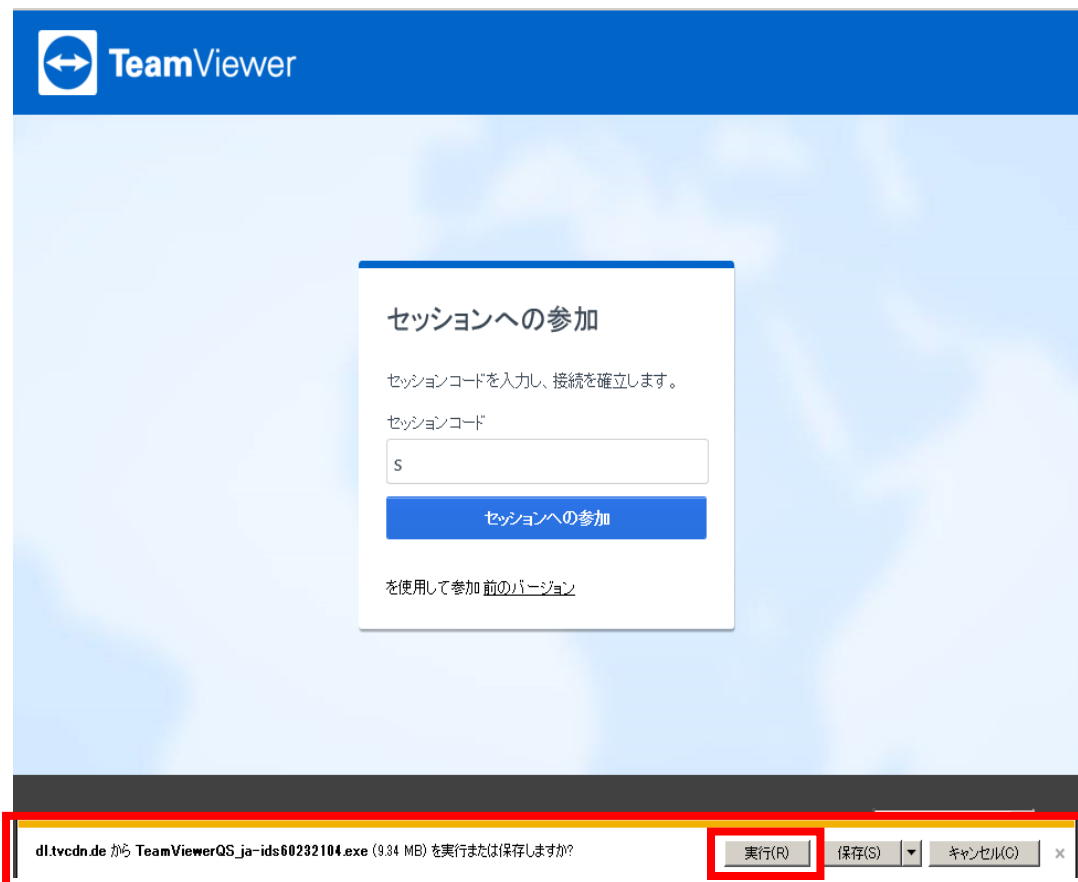 TeamViewer
セッションへの参加
セッションコードを入力し、接続を確立します。
セッションコード
s
セッションへの参加
を使用して参加 前のバージョン
dl.tvcdn.de から TeamViewerQS_ja-ids60232104.exe (9.34 MB) を実行または保存しますか? 実行(R) 保存(S) ▼ キャンセル(C) ×